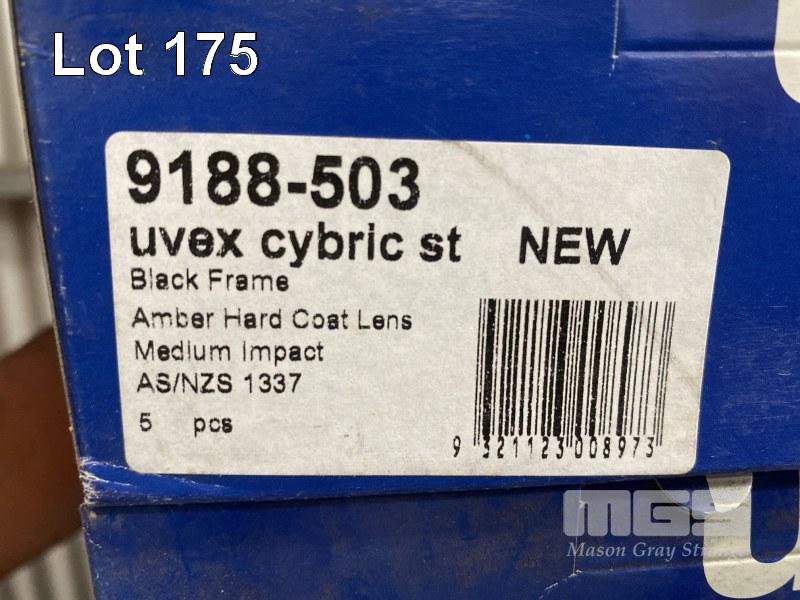 Lot 175
9188-503
uvex cybric st NEW
Black Frame
Amber Hard Coat Lens
Medium Impact
AS/NZS 1337
5 pcs
9 321123 008973
MGS
Mason Gray